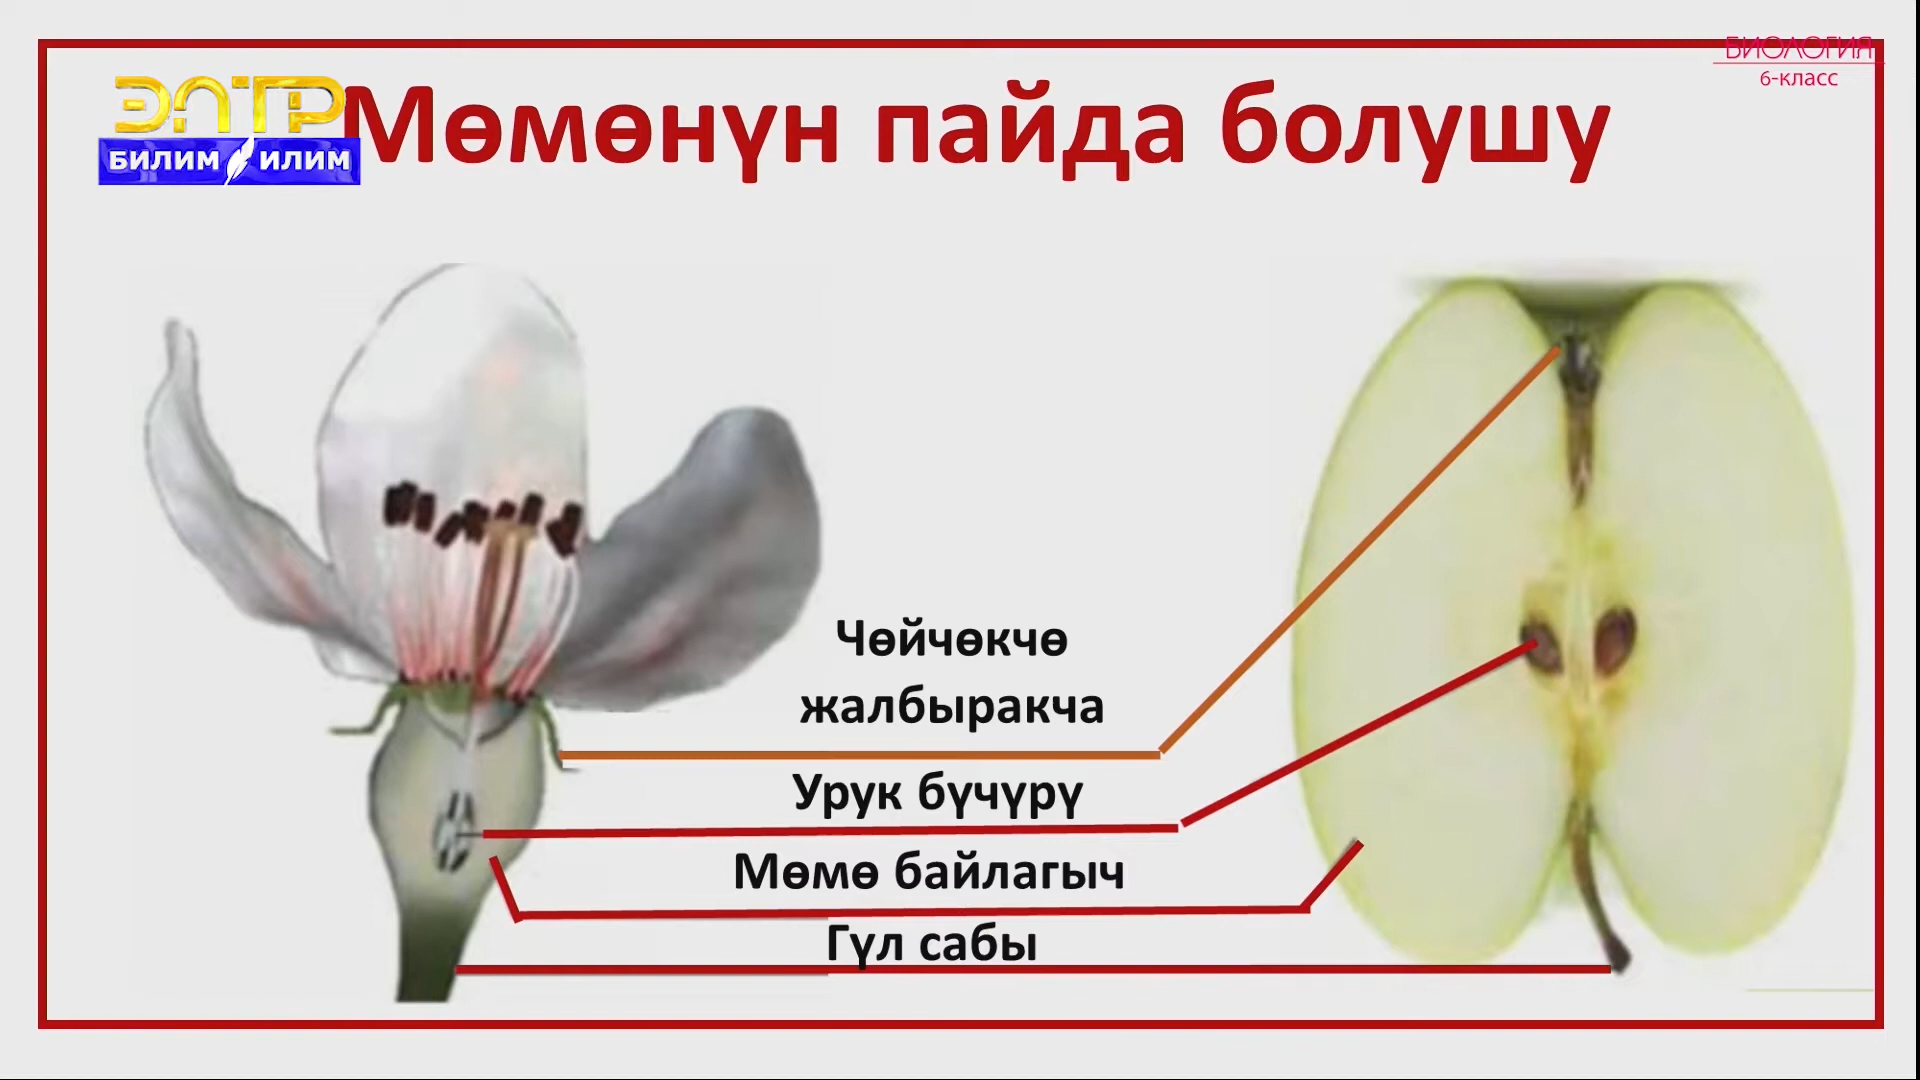 БИОЛОГИЯ
6-класс
ЭЛТР
БИЛИМ ИЛИМ
Мөмөнүн пайда болушу
Чөйчөкчө
жалбыракча
Урук бүчүрү
Мөмө байлагыч
Гүл сабы